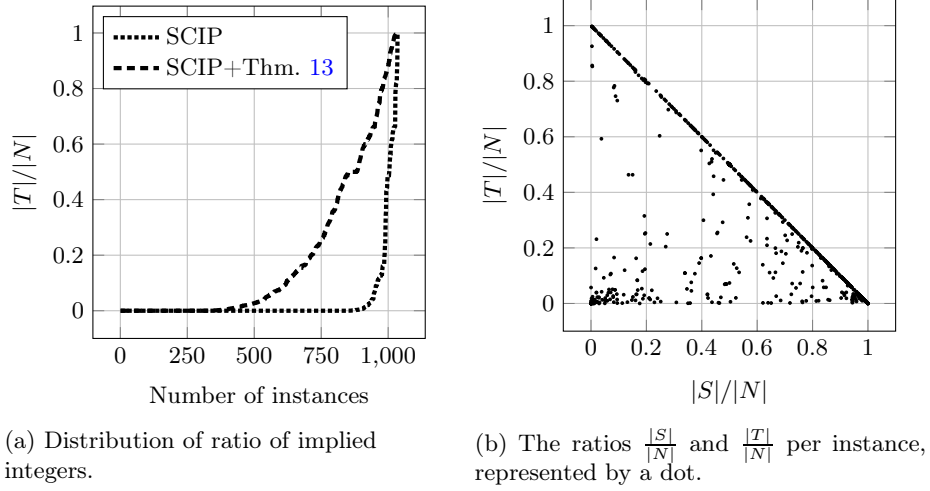 1
0.8
0.6
0.4
0.2
0
|T|/|N|
SCIP
SCIP+Thm. 13
0 250 500 750 1,000
Number of instances
(a) Distribution of ratio of implied
integers.
1
0.8
0.6
0.4
0.2
0
|T|/|N|
0 0.2 0.4 0.6 0.8 1
|S|/|N|
(b) The ratios |S|/|N| and |T|/|N| per instance,
represented by a dot.